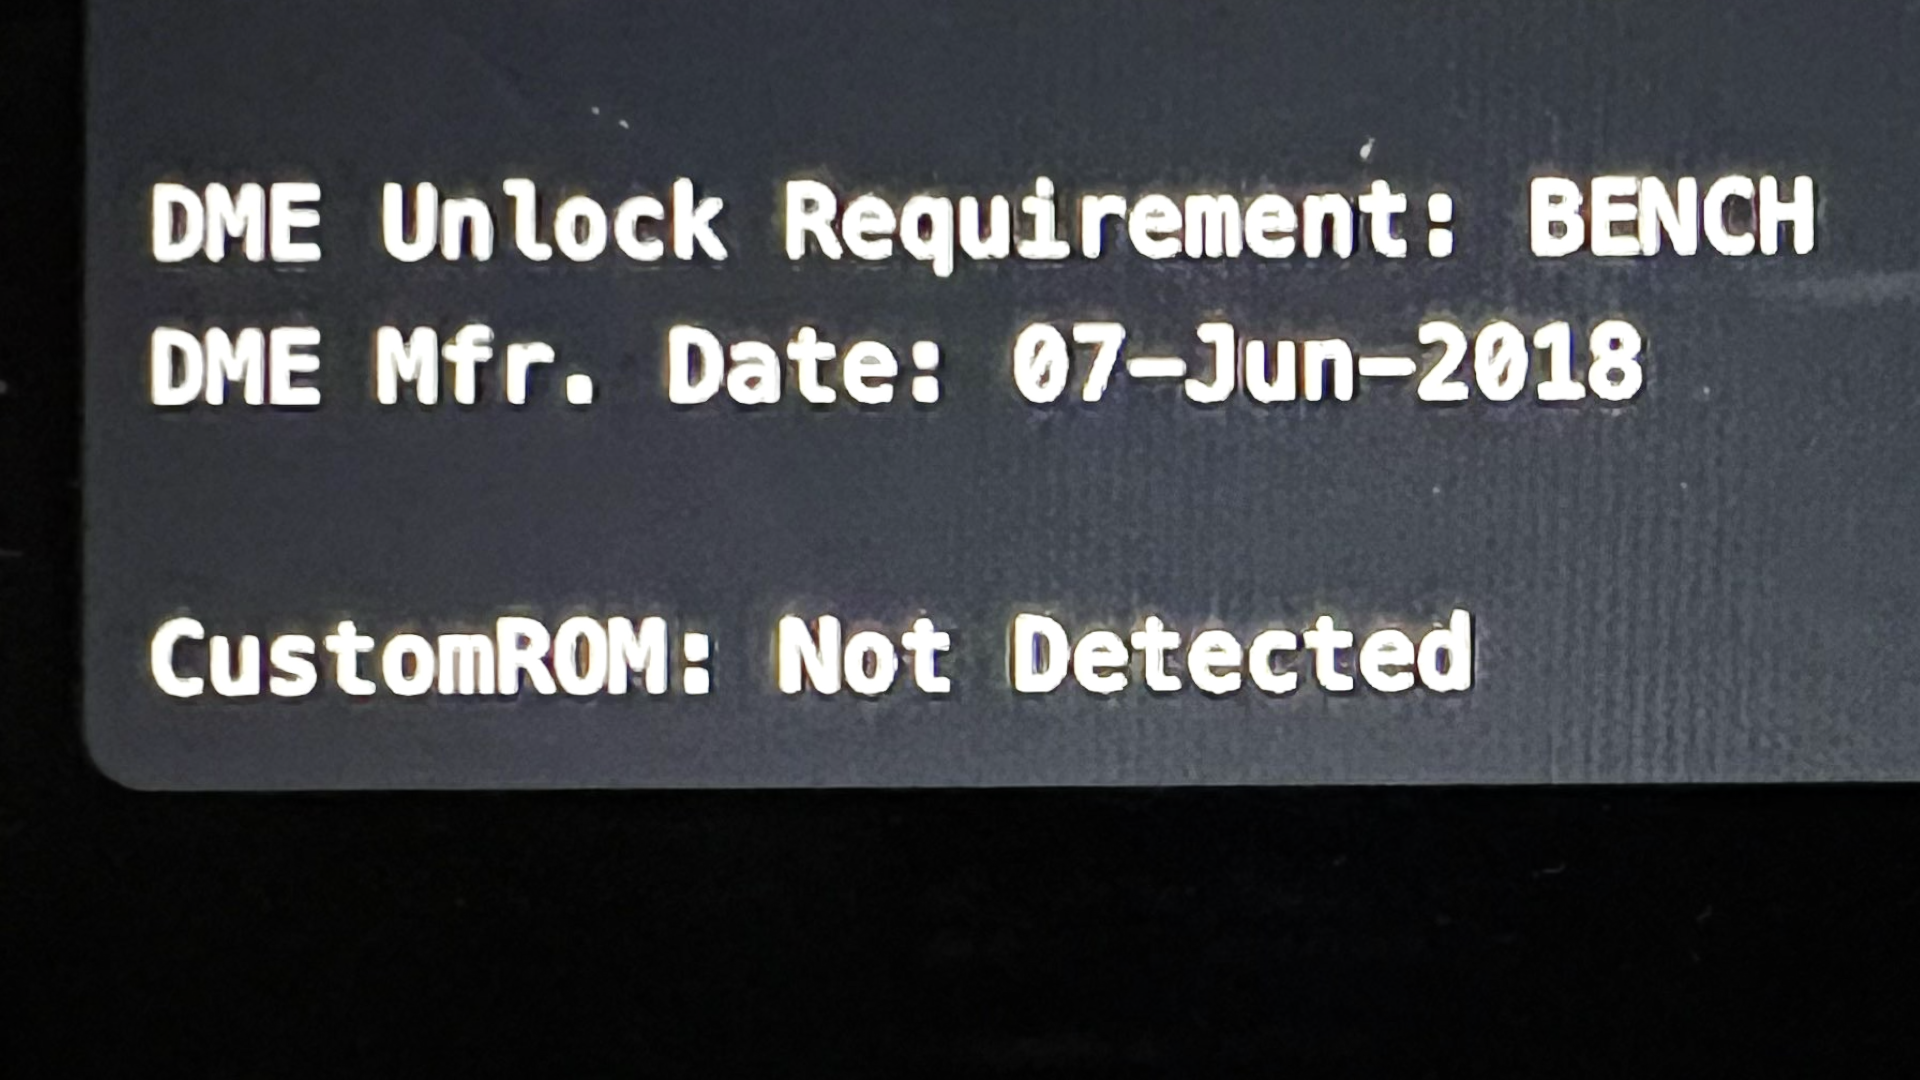 DME Unlock Requirement: BENCH
DME Mfr. Date: 07-Jun-2018
CustomROM: Not Detected